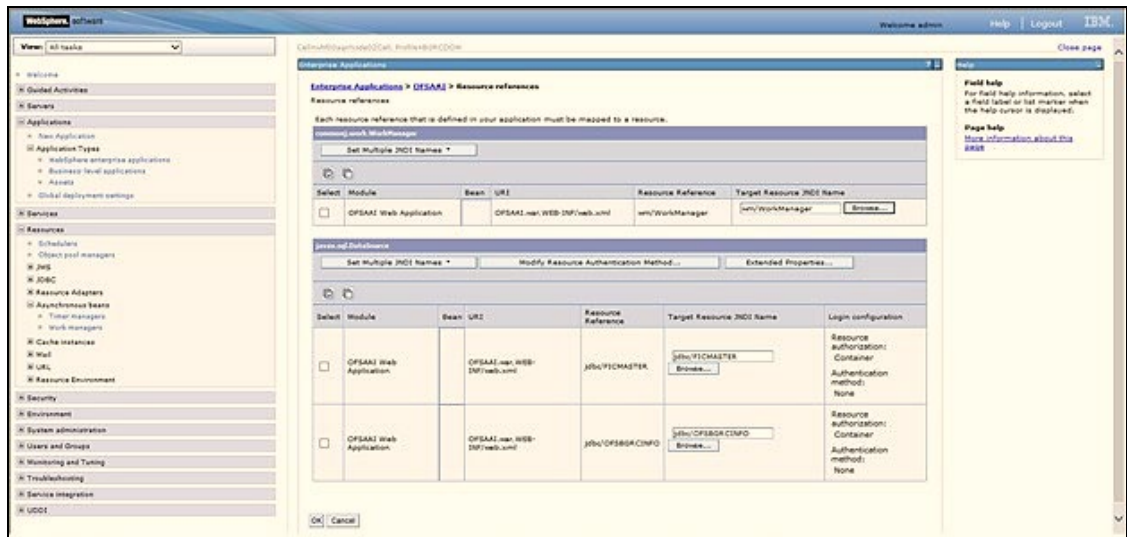 WebSphere. software
Welcome admin
Help | Logout
IBM.
View: All tasks
Welcome
Guided Activities
Servers
Applications
New Application
Application Types
WebSphere enterprise applications
Business-level applications
Assets
Global deployment settings
Services
Resources
Schedulers
Object pool managers
JMS
JDBC
Resource Adapters
Asynchronous beans
Timer managers
Work managers
Cache instances
Mail
URL
Resource Environment
Security
Environment
System administration
Users and Groups
Monitoring and Tuning
Troubleshooting
Service integration
UDDI
Close page
Enterprise Applications
Enterprise Applications > OFSAAI > Resource references
Resource references
Each resource reference that is defined in your application must be mapped to a resource.
commonj.work.WorkManager
Set Multiple JNDI Names
Select Module Bean URI Resource Reference Target Resource JNDI Name
OFSAAI Web Application OFSAAI.war,WEB-INF/web.xml wm/WorkManager wm/WorkManager Browse...
javax.sql.DataSource
Set Multiple JNDI Names Modify Resource Authentication Method... Extended Properties...
Select Module Bean URI Resource Reference Target Resource JNDI Name Login configuration
OFSAAI Web Application OFSAAI.war,WEB-INF/web.xml jdbc/FICMASTER jdbc/FICMASTER Browse...
Resource authorization:
Container
Authentication method:
None
OFSAAI Web Application OFSAAI.war,WEB-INF/web.xml jdbc/OFSBGRCINFO jdbc/OFSBGRCINFO Browse...
Resource authorization:
Container
Authentication method:
None
OK Cancel
Help
Field help
For field help information, select
a field label or list marker when
the help cursor is displayed.
Page help
More information about this
page